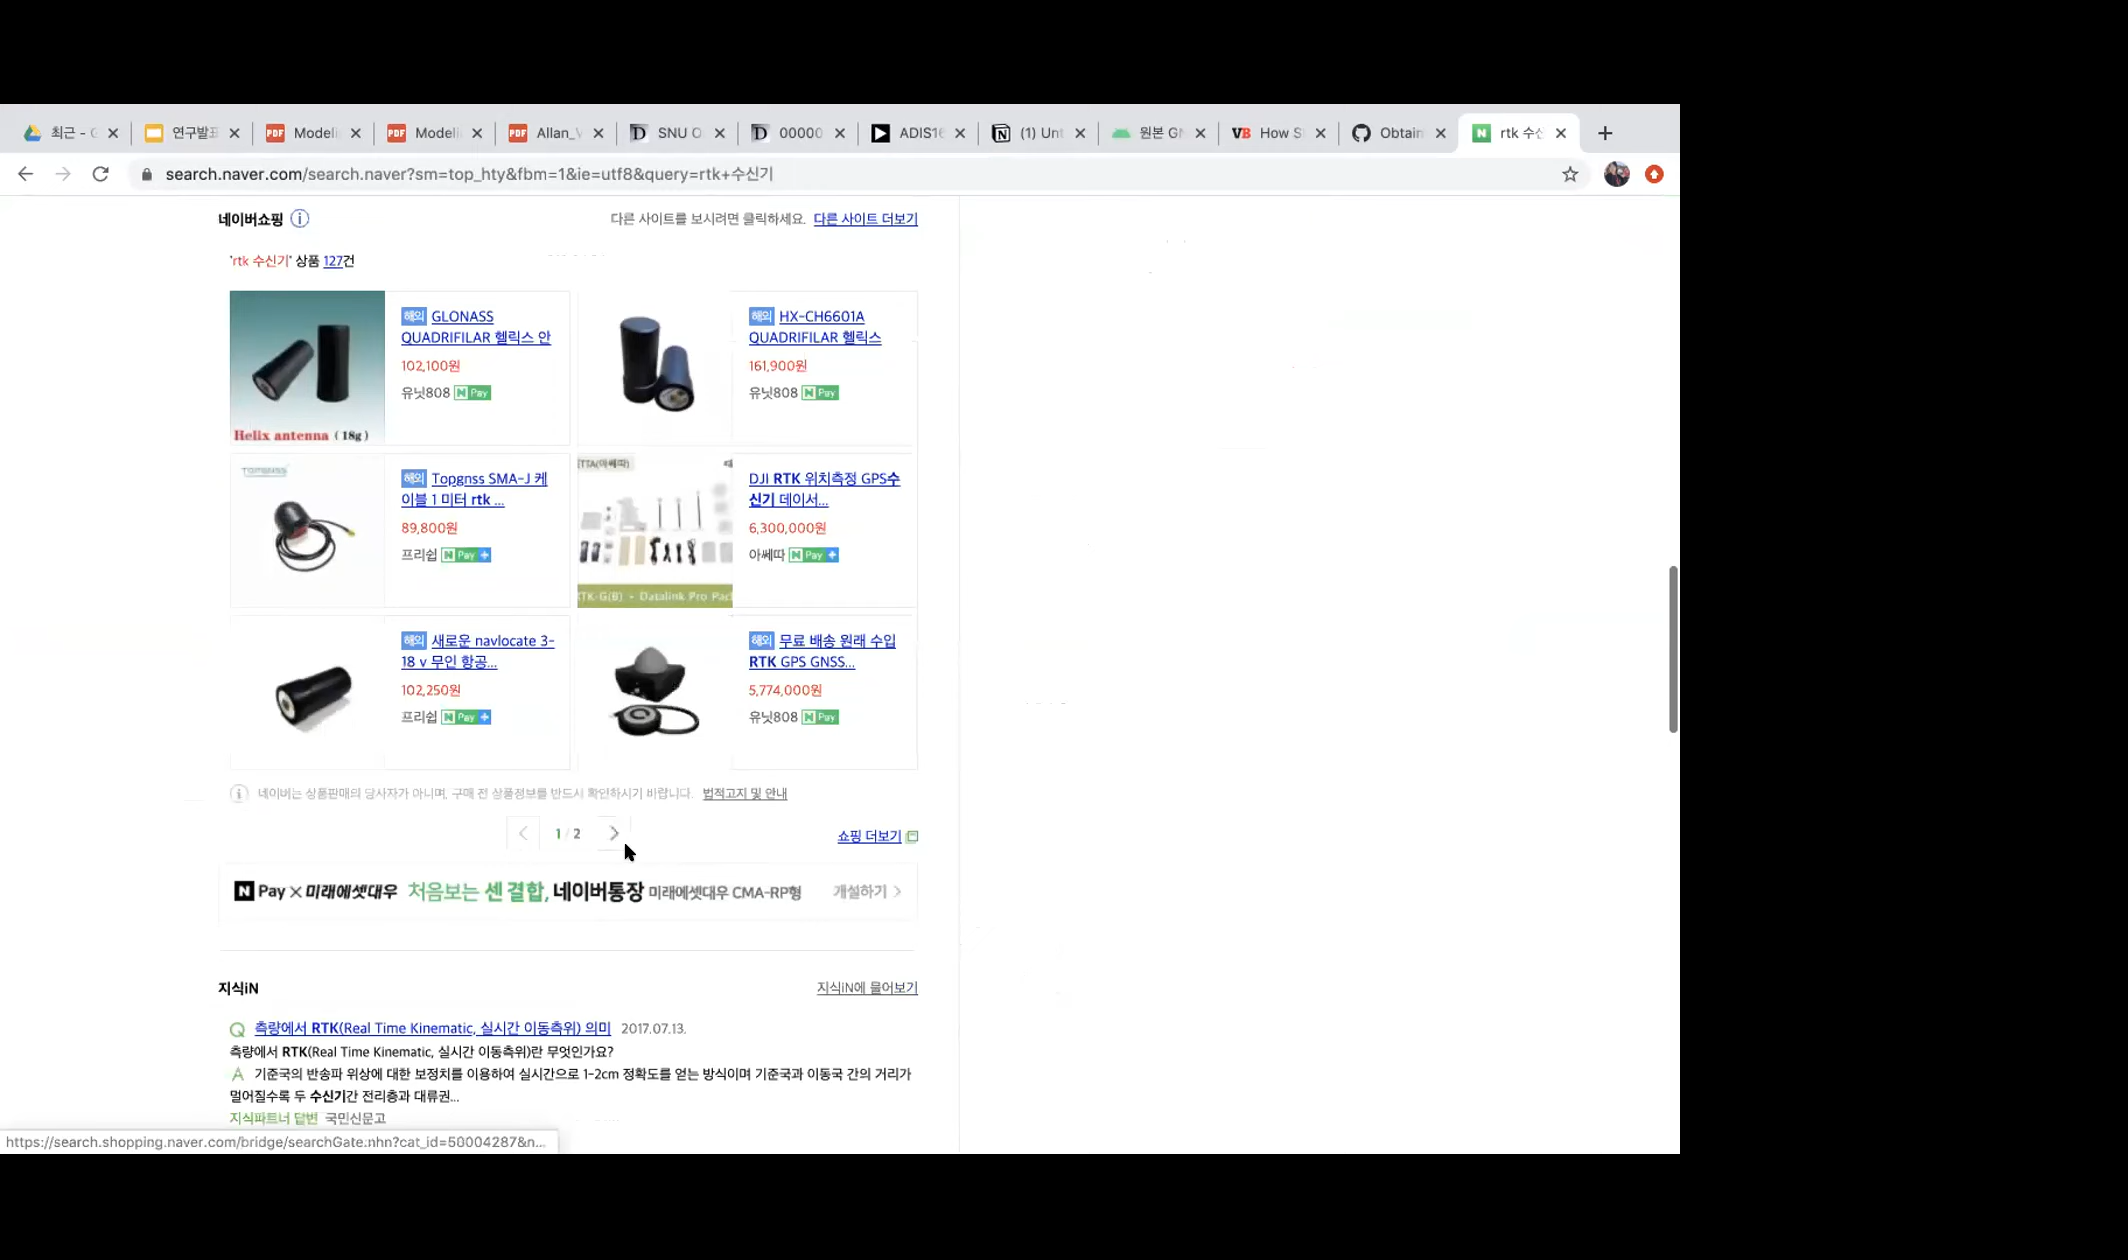 최근 - G
연구발표
Modeli
Modeli
Allan_V
SNU O
00000
ADIS16
(1) Unt
원본 GN
VB How S
Obtain
rtk 수신
search.naver.com/search.naver?sm=top_hty&fbm=1&ie=utf8&query=rtk+수신기
네이버쇼핑
다른 사이트를 보시려면 클릭하세요. 다른 사이트 더보기
'rtk 수신기' 상품 127건
Helix antenna (18g)
해외 GLONASS
QUADRIFILAR 헬릭스 안
102,100원
유닛808 N Pay
해외 HX-CH6601A
QUADRIFILAR 헬릭스
161,900원
유닛808 N Pay
TOPGNSS
해외 Topgnss SMA-J 케
이블 1 미터 rtk ...
89,800원
프리쉽 N Pay +
ETTA(아쎄따)
RTK-G(B) + Datalink Pro Pac
DJI RTK 위치측정 GPS수
신기 데이서...
6,300,000원
아쎄따 N Pay +
해외 새로운 navlocate 3-
18 v 무인 항공...
102,250원
프리쉽 N Pay +
해외 무료 배송 원래 수입
RTK GPS GNSS...
5,774,000원
유닛808 N Pay
네이버는 상품판매의 당사자가 아니며, 구매 전 상품정보를 반드시 확인하시기 바랍니다. 법적고지 및 안내
1 / 2
쇼핑 더보기
N Pay × 미래에셋대우 처음보는 센 결합, 네이버통장 미래에셋대우 CMA-RP형 개설하기
지식iN
지식iN에 물어보기
Q 측량에서 RTK(Real Time Kinematic, 실시간 이동측위) 의미 2017.07.13.
측량에서 RTK(Real Time Kinematic, 실시간 이동측위)란 무엇인가요?
A 기준국의 반송파 위상에 대한 보정치를 이용하여 실시간으로 1-2cm 정확도를 얻는 방식이며 기준국과 이동국 간의 거리가
멀어질수록 두 수신기간 전리층과 대류권...
지식파트너 답변 국민신문고
https://search.shopping.naver.com/bridge/searchGate.nhn?cat_id=50004287&n...